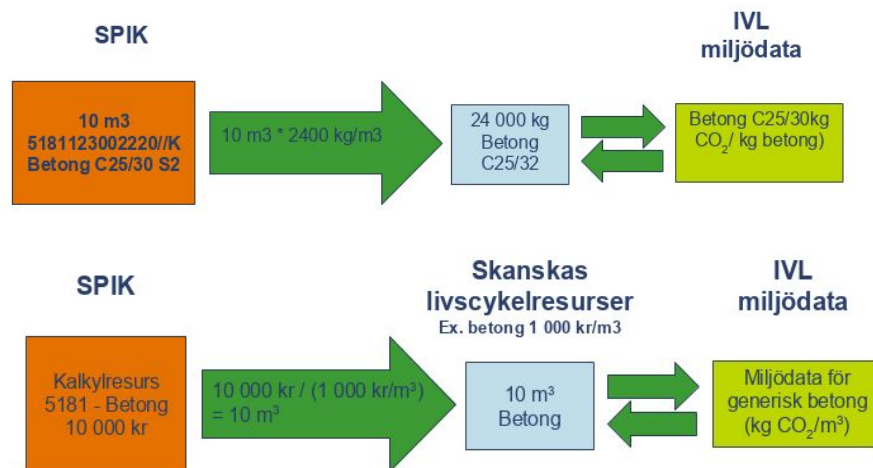 SPIK
IVL
miljödata
10 m3
5181123002220//K
Betong C25/30 S2
10 m3 * 2400 kg/m3
24 000 kg
Betong
C25/32
Betong C25/30kg
CO2/ kg betong)
SPIK
Skanskas
livscykelresurser
Ex. betong 1 000 kr/m3
IVL
miljödata
Kalkylresurs
5181 - Betong
10 000 kr
10 000 kr / (1 000 kr/m³)
= 10 m³
10 m³
Betong
Miljödata för
generisk betong
(kg CO2/m³)